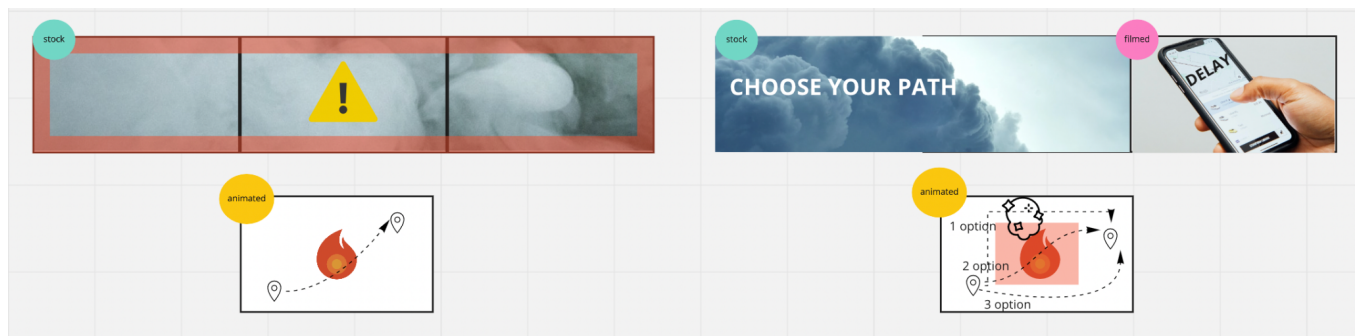 stock
!
animated
stock
CHOOSE YOUR PATH
filmed
DELAY
animated
1 option
2 option
3 option